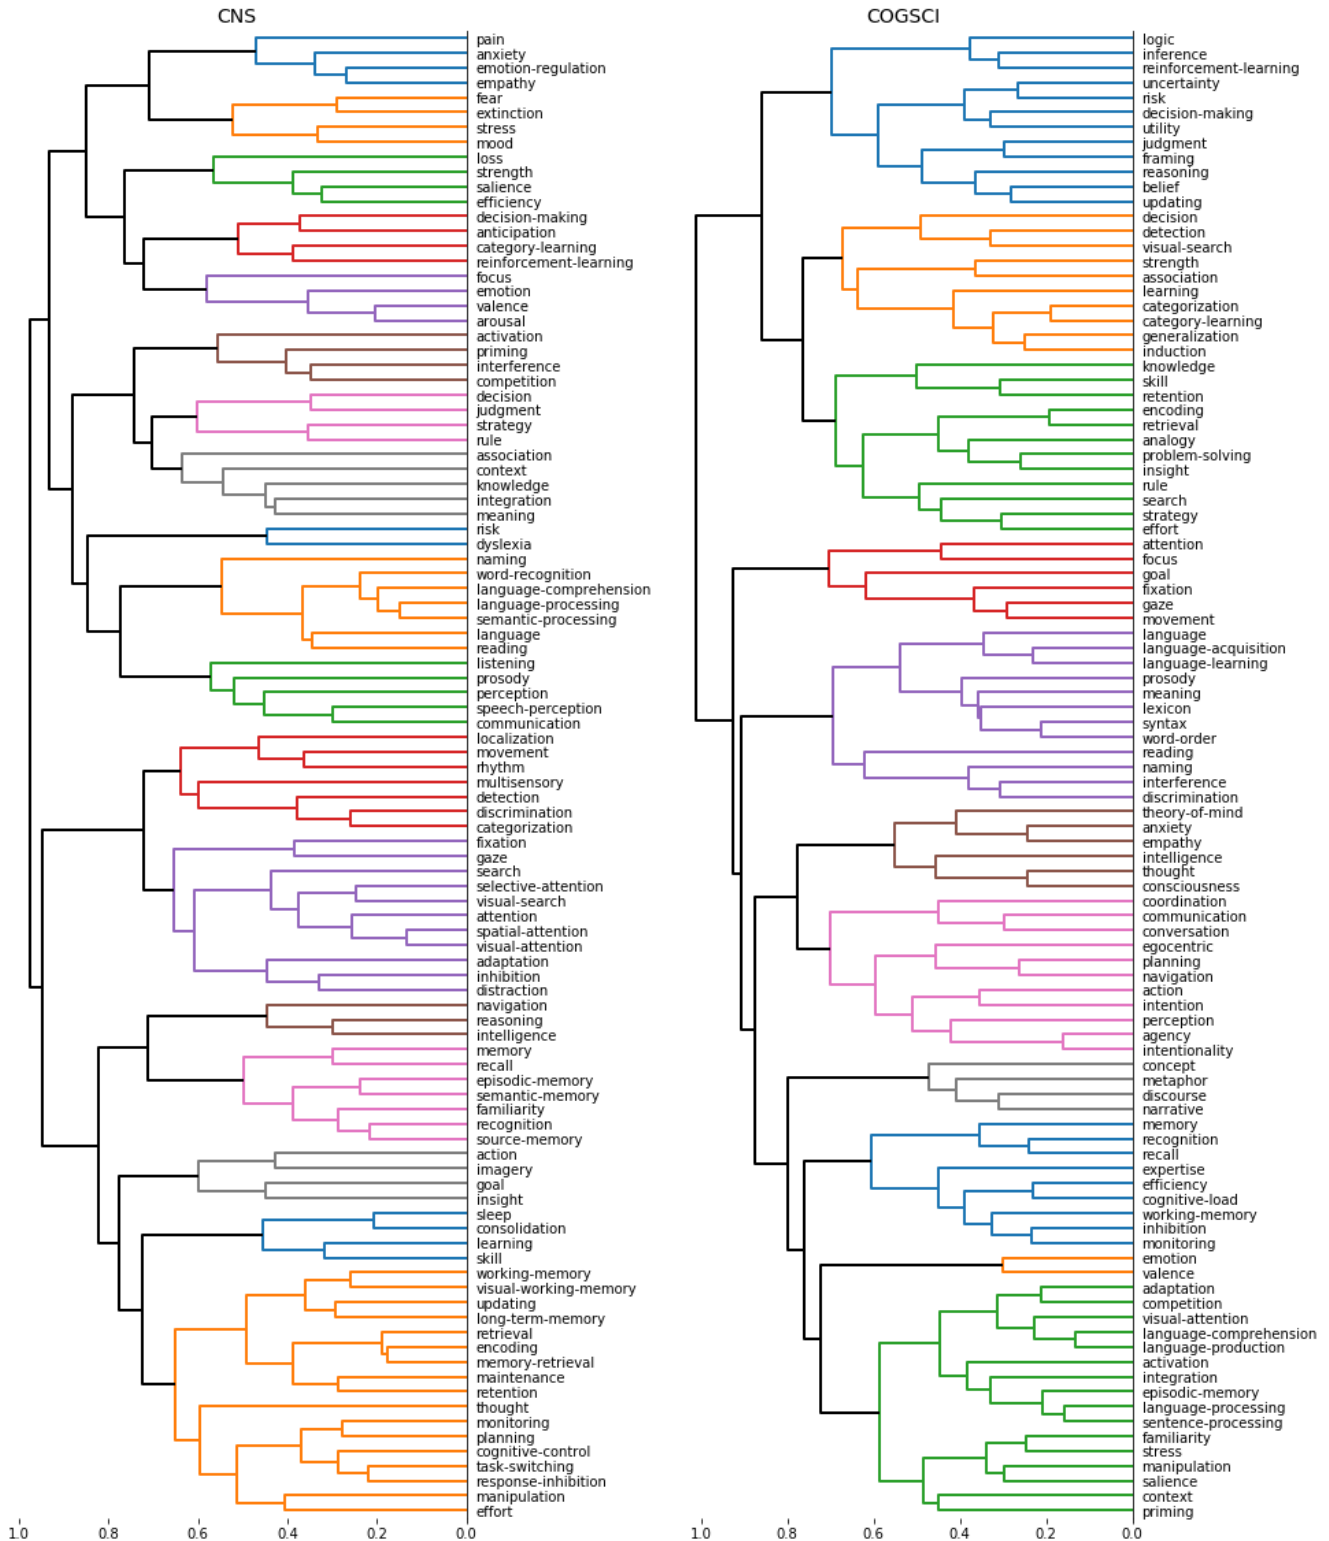 CNS
pain
anxiety
emotion-regulation
empathy
fear
extinction
stress
mood
loss
strength
salience
efficiency
decision-making
anticipation
category-learning
reinforcement-learning
focus
emotion
valence
arousal
activation
priming
interference
competition
decision
judgment
strategy
rule
association
context
knowledge
integration
meaning
risk
dyslexia
naming
word-recognition
language-comprehension
language-processing
semantic-processing
language
reading
listening
prosody
perception
speech-perception
communication
localization
movement
rhythm
multisensory
detection
discrimination
categorization
fixation
gaze
search
selective-attention
visual-search
attention
spatial-attention
visual-attention
adaptation
inhibition
distraction
navigation
reasoning
intelligence
memory
recall
episodic-memory
semantic-memory
familiarity
recognition
source-memory
action
imagery
goal
insight
sleep
consolidation
learning
skill
working-memory
visual-working-memory
updating
long-term-memory
retrieval
encoding
memory-retrieval
maintenance
retention
thought
monitoring
planning
cognitive-control
task-switching
response-inhibition
manipulation
effort
1.0 0.8 0.6 0.4 0.2 0.0
COGSCI
logic
inference
reinforcement-learning
uncertainty
risk
decision-making
utility
judgment
framing
reasoning
belief
updating
decision
detection
visual-search
strength
association
learning
categorization
category-learning
generalization
induction
knowledge
skill
retention
encoding
retrieval
analogy
problem-solving
insight
rule
search
strategy
effort
attention
focus
goal
fixation
gaze
movement
language
language-acquisition
language-learning
prosody
meaning
lexicon
syntax
word-order
reading
naming
interference
discrimination
theory-of-mind
anxiety
empathy
intelligence
thought
consciousness
coordination
communication
conversation
egocentric
planning
navigation
action
intention
perception
agency
intentionality
concept
metaphor
discourse
narrative
memory
recognition
recall
expertise
efficiency
cognitive-load
working-memory
inhibition
monitoring
emotion
valence
adaptation
competition
visual-attention
language-comprehension
language-production
activation
integration
episodic-memory
language-processing
sentence-processing
familiarity
stress
manipulation
salience
context
priming
1.0 0.8 0.6 0.4 0.2 0.0